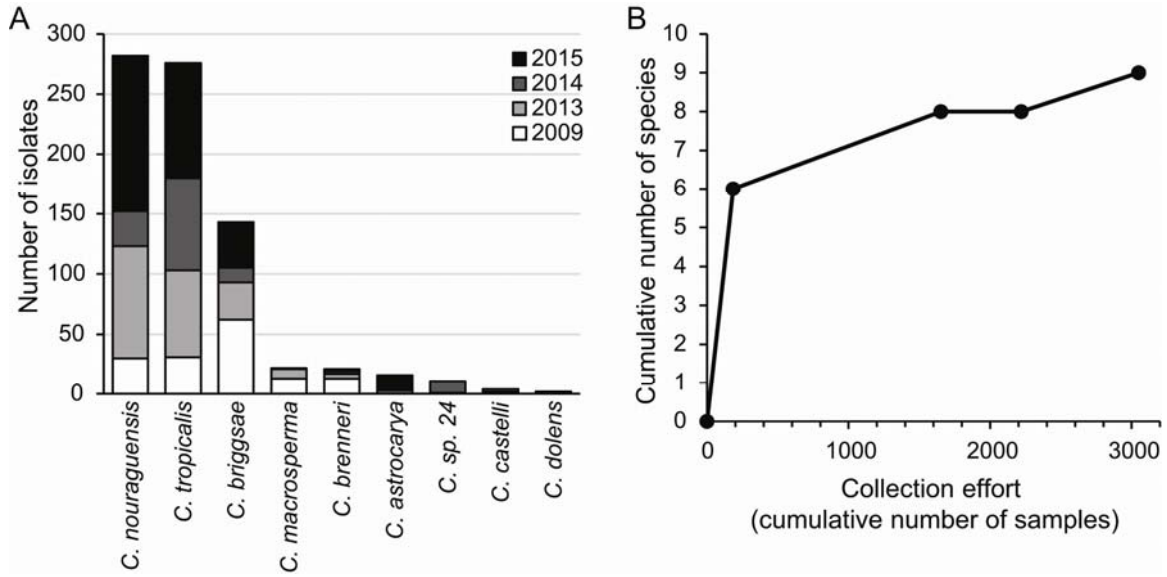 A
Number of isolates
300
250
200
150
100
50
0
2015
2014
2013
2009
C. nouraguensis
C. tropicalis
C. briggsae
C. macrosperma
C. brenneri
C. astrocarya
C. sp. 24
C. castelli
C. dolens
B
Cumulative number of species
10
9
8
7
6
5
4
3
2
1
0
0 1000 2000 3000
Collection effort
(cumulative number of samples)